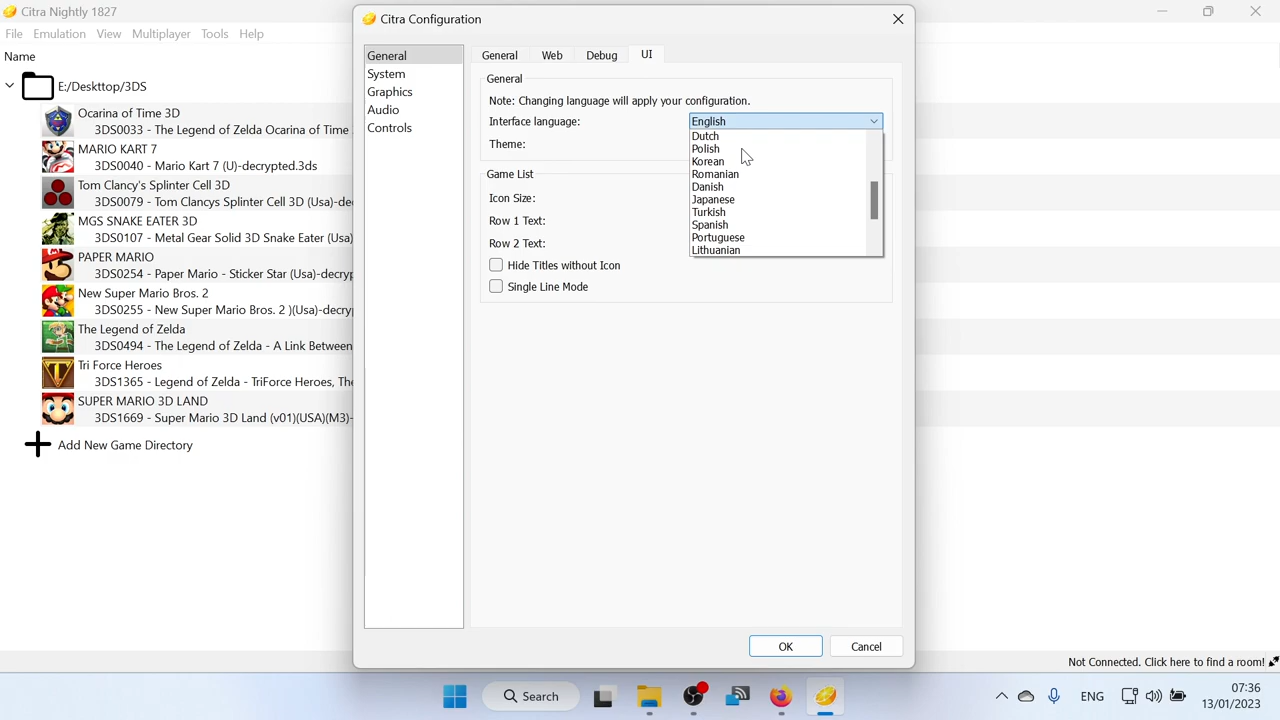 Citra Nightly 1827
File Emulation View Multiplayer Tools Help
Name
E:/Deskttop/3DS
Ocarina of Time 3D
3DS0033 - The Legend of Zelda Ocarina of Time
MARIO KART 7
3DS0040 - Mario Kart 7 (U)-decrypted.3ds
Tom Clancy's Splinter Cell 3D
3DS0079 - Tom Clancys Splinter Cell 3D (Usa)-de
MGS SNAKE EATER 3D
3DS0107 - Metal Gear Solid 3D Snake Eater (Usa)
PAPER MARIO
3DS0254 - Paper Mario - Sticker Star (Usa)-decryp
New Super Mario Bros. 2
3DS0255 - New Super Mario Bros. 2 )(Usa)-decry
The Legend of Zelda
3DS0494 - The Legend of Zelda - A Link Between
Tri Force Heroes
3DS1365 - Legend of Zelda - TriForce Heroes, The
SUPER MARIO 3D LAND
3DS1669 - Super Mario 3D Land (v01)(USA)(M3)-
Add New Game Directory
Citra Configuration
General
System
Graphics
Audio
Controls
General Web Debug UI
General
Note: Changing language will apply your configuration.
Interface language: English
Theme:
Dutch
Polish
Korean
Romanian
Danish
Japanese
Turkish
Spanish
Portuguese
Lithuanian
Game List
Icon Size:
Row 1 Text:
Row 2 Text:
Hide Titles without Icon
Single Line Mode
OK Cancel
Not Connected. Click here to find a room!
Search
ENG
07:36
13/01/2023